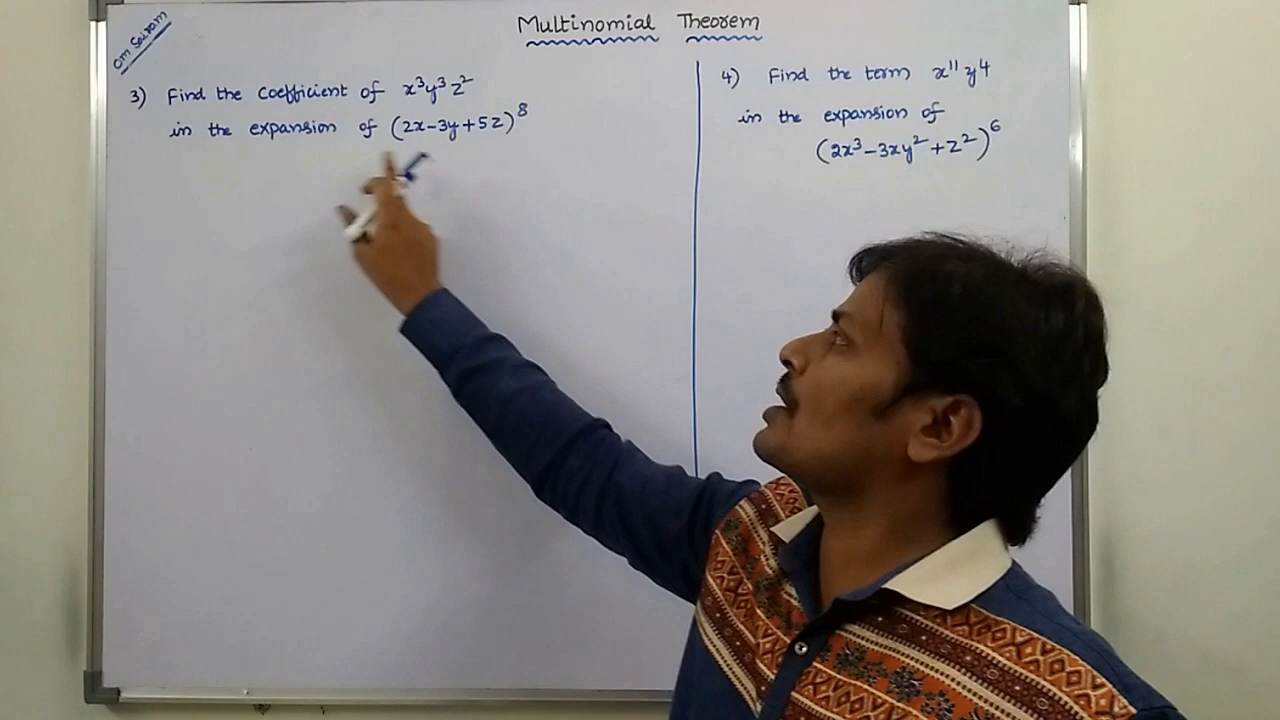 Om Sairam
Multinomial Theorem
3) Find the coefficient of x³y³z²
in the expansion of (2x-3y+5z)⁸
4) Find the term x¹¹y⁴
in the expansion of
(2x³-3xy²+z²)⁶